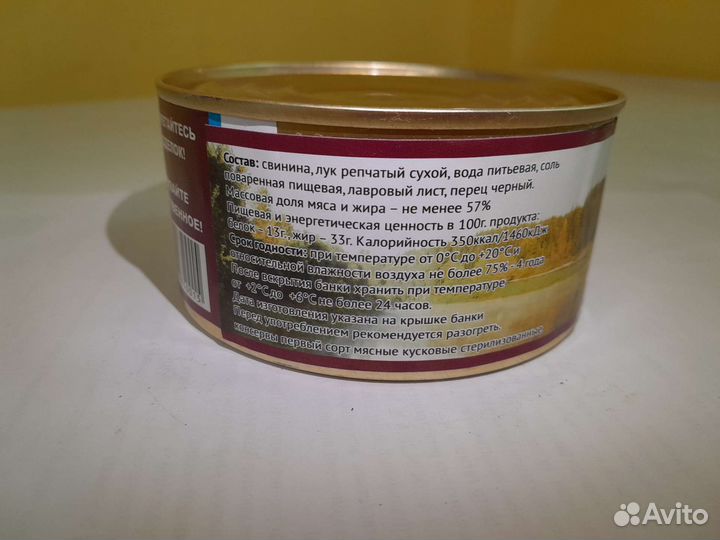 ТАЙТЕСЬ
ЕЛОК!
АЙТЕ
ЕННОЕ!
Состав: свинина, лук репчатый сухой, вода питьевая, соль
поваренная пищевая, лавровый лист, перец черный.
Массовая доля мяса и жира – не менее 57%
Пищевая и энергетическая ценность в 100г. продукта:
белок – 13г., жир – 33г. Калорийность 350ккал/1460кДж
Срок годности: при температуре от 0°С до +20°С и
относительной влажности воздуха не более 75% - 4 года
После вскрытия банки хранить при температуре
от +2°С до +6°С не более 24 часов.
Дата изготовления указана на крышке банки
Перед употреблением рекомендуется разогреть.
консервы первый сорт мясные кусковые стерилизованные
Avito